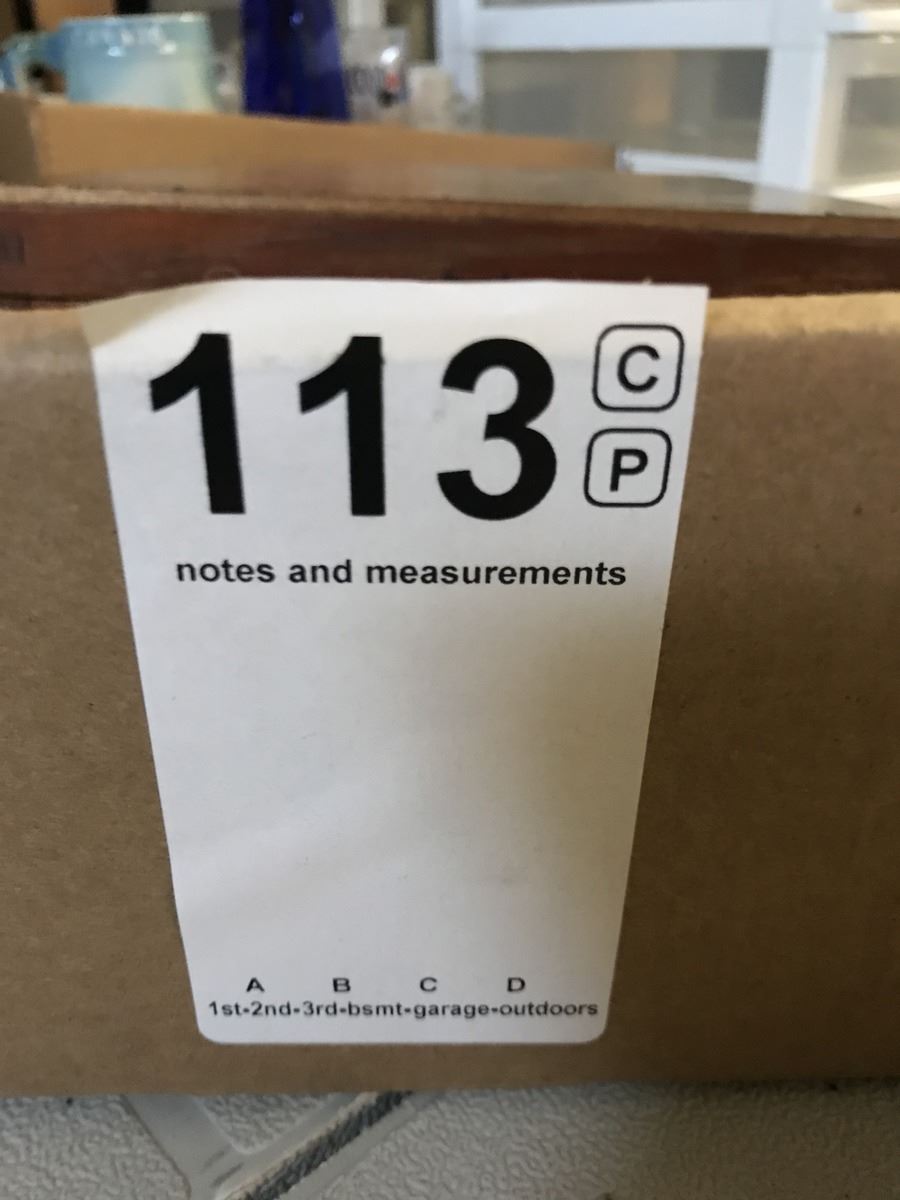 113
C
P
notes and measurements
A B C D
1st-2nd-3rd-bsmt-garage-outdoors